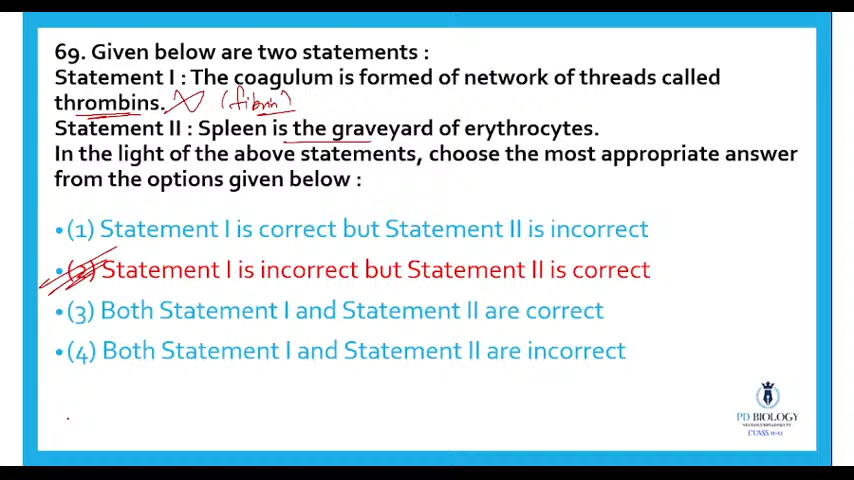 69. Given below are two statements :
Statement I : The coagulum is formed of network of threads called
thrombins. (fibrin)
Statement II : Spleen is the graveyard of erythrocytes.
In the light of the above statements, choose the most appropriate answer
from the options given below :
•(1) Statement I is correct but Statement II is incorrect
•(2) Statement I is incorrect but Statement II is correct
•(3) Both Statement I and Statement II are correct
•(4) Both Statement I and Statement II are incorrect
PD BIOLOGY
CLASS 11-12